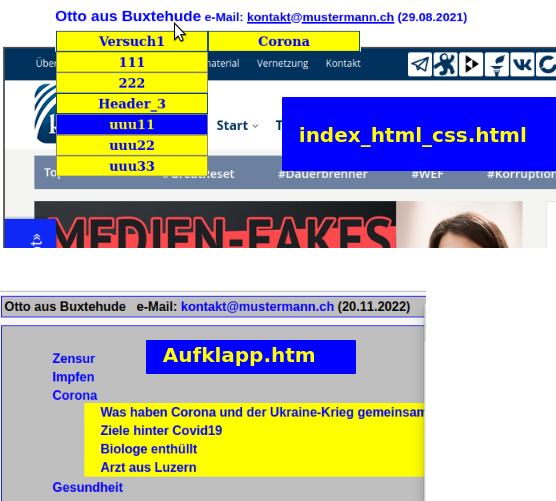 Otto aus Buxtehude e-Mail: kontakt@mustermann.ch (29.08.2021)
Versuch1 Corona
Über material Vernetzung Kontakt
111
222
Header_3
uuu11 Start
uuu22 index_html_css.html
uuu33
#GreatReset #Dauerbrenner #WEF #Korruption
MEDIEN-FAKES
Otto aus Buxtehude e-Mail: kontakt@mustermann.ch (20.11.2022)
Aufklapp.htm
Zensur
Impfen
Corona
Was haben Corona und der Ukraine-Krieg gemeinsam
Ziele hinter Covid19
Biologe enthüllt
Arzt aus Luzern
Gesundheit